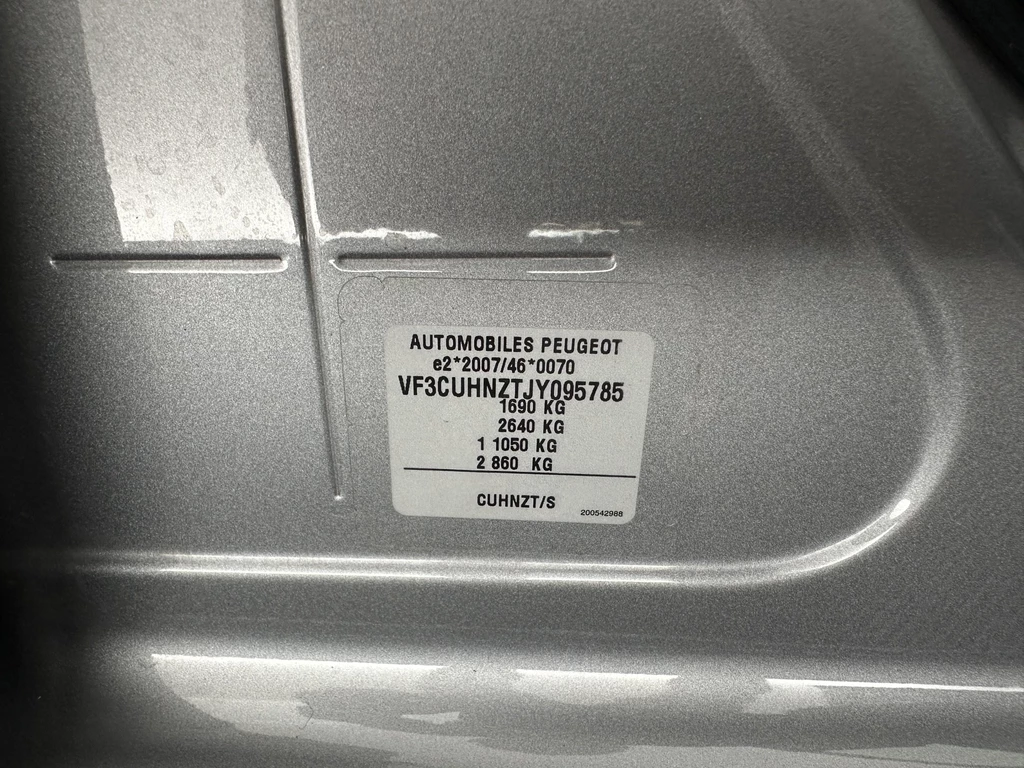 AUTOMOBILES PEUGEOT
e2*2007/46*0070
VF3CUHNZTJY095785
1690 KG
2640 KG
1 1050 KG
2 860 KG
CUHNZT/S
200542988